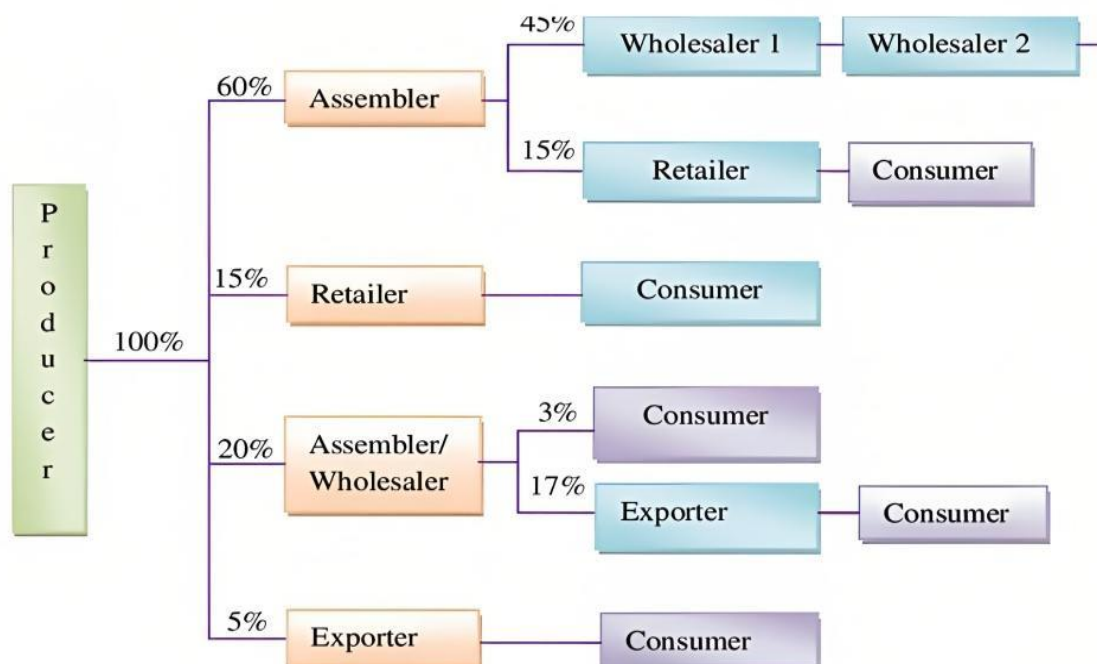 45%
Wholesaler 1
Wholesaler 2
60%
Assembler
15%
Retailer
Consumer
Producer
100%
15%
Retailer
Consumer
20%
Assembler/
Wholesaler
3%
Consumer
17%
Exporter
Consumer
5%
Exporter
Consumer